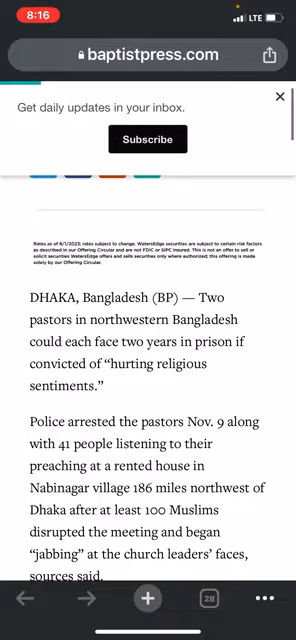 8:16
LTE
baptistpress.com
Get daily updates in your inbox.
Subscribe
Rates as of 6/1/2023; rates subject to change. WatersEdge securities are subject to certain risk factors
as described in our Offering Circular and are not FDIC or SIPC insured. This is not an offer to sell or
solicit securities WatersEdge offers and sells securities only where authorized; this offering is made
solely by our Offering Circular.
DHAKA, Bangladesh (BP) — Two
pastors in northwestern Bangladesh
could each face two years in prison if
convicted of “hurting religious
sentiments.”
Police arrested the pastors Nov. 9 along
with 41 people listening to their
preaching at a rented house in
Nabinagar village 186 miles northwest of
Dhaka after at least 100 Muslims
disrupted the meeting and began
“jabbing” at the church leaders’ faces,
sources said.
28